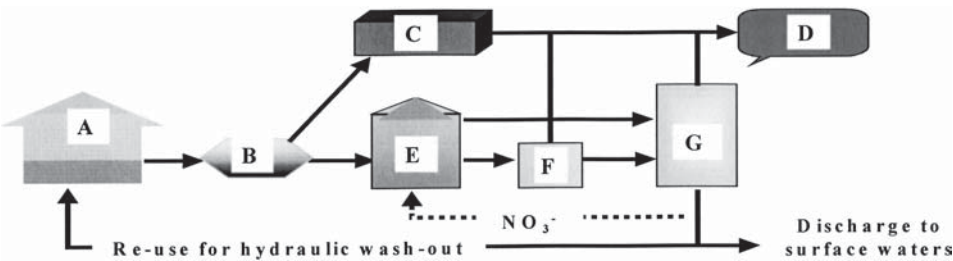 C
D
A
B
E
F
G
NO₃⁻
Re-use for hydraulic wash-out
Discharge to
surface waters